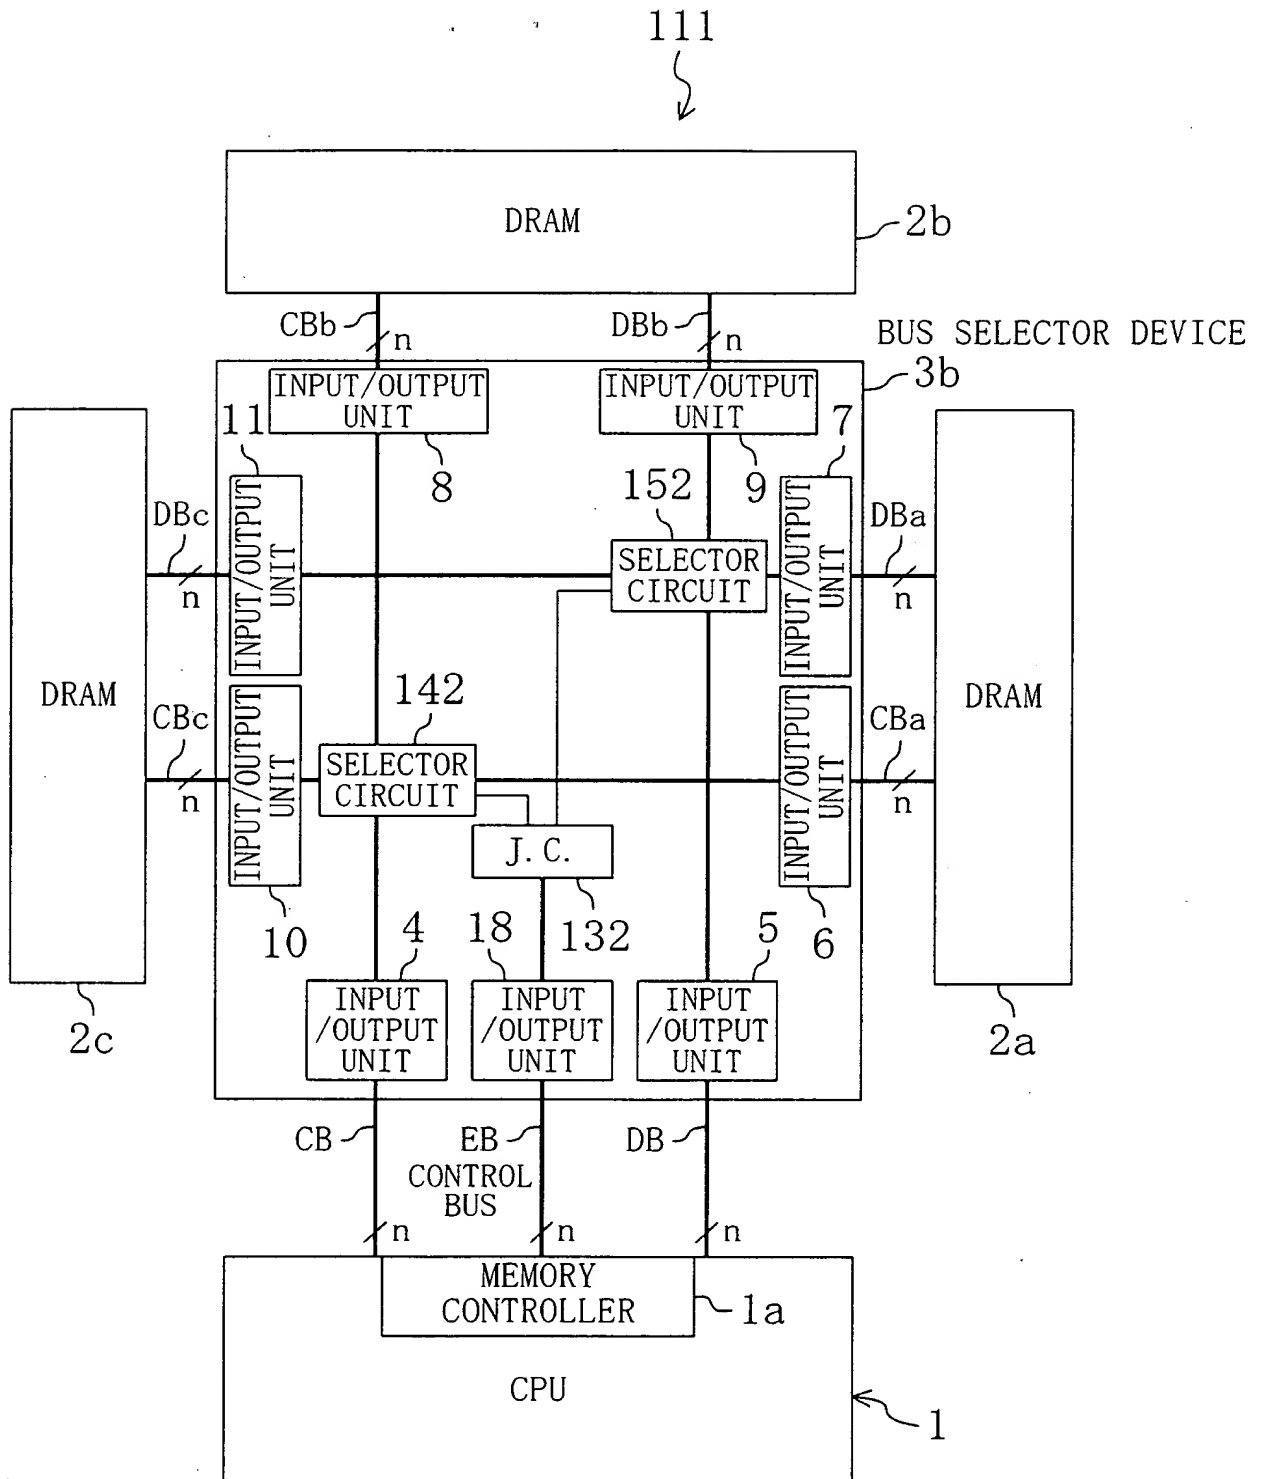 111
DRAM
2b
CBb
n
DBb
n
BUS SELECTOR DEVICE
3b
INPUT/OUTPUT
UNIT
8
INPUT/OUTPUT
UNIT
9
11
INPUT/OUTPUT
UNIT
7
INPUT/OUTPUT
UNIT
152
SELECTOR
CIRCUIT
DBc
n
DBa
n
DRAM
2c
DRAM
2a
CBc
n
CBa
n
INPUT/OUTPUT
UNIT
10
INPUT/OUTPUT
UNIT
6
142
SELECTOR
CIRCUIT
J.C.
132
4
INPUT
/OUTPUT
UNIT
18
INPUT
/OUTPUT
UNIT
5
INPUT
/OUTPUT
UNIT
CB
n
EB
CONTROL
BUS
n
DB
n
MEMORY
CONTROLLER
1a
CPU
1